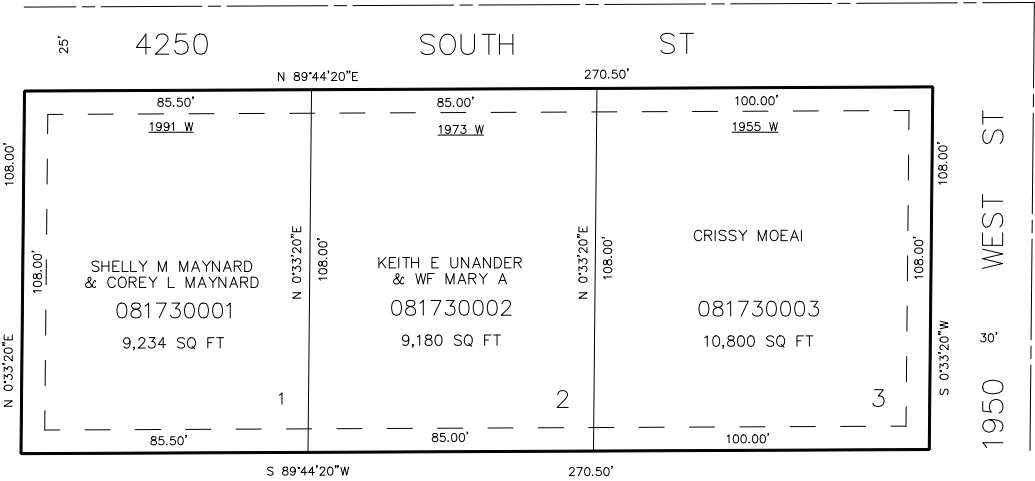 25'
4250 SOUTH ST
N 89°44'20"E 270.50'
85.50' 85.00' 100.00'
1991 W 1973 W 1955 W
108.00'
108.00'
1950 WEST ST
30'
N 0°33'20"E
108.00'
SHELLY M MAYNARD
& COREY L MAYNARD
081730001
9,234 SQ FT
1
N 0°33'20"E
108.00'
KEITH E UNANDER
& WF MARY A
081730002
9,180 SQ FT
2
N 0°33'20"E
108.00'
CRISSY MOEAI
081730003
10,800 SQ FT
3
108.00'
S 0°33'20"W
85.50' 85.00' 100.00'
S 89°44'20"W 270.50'